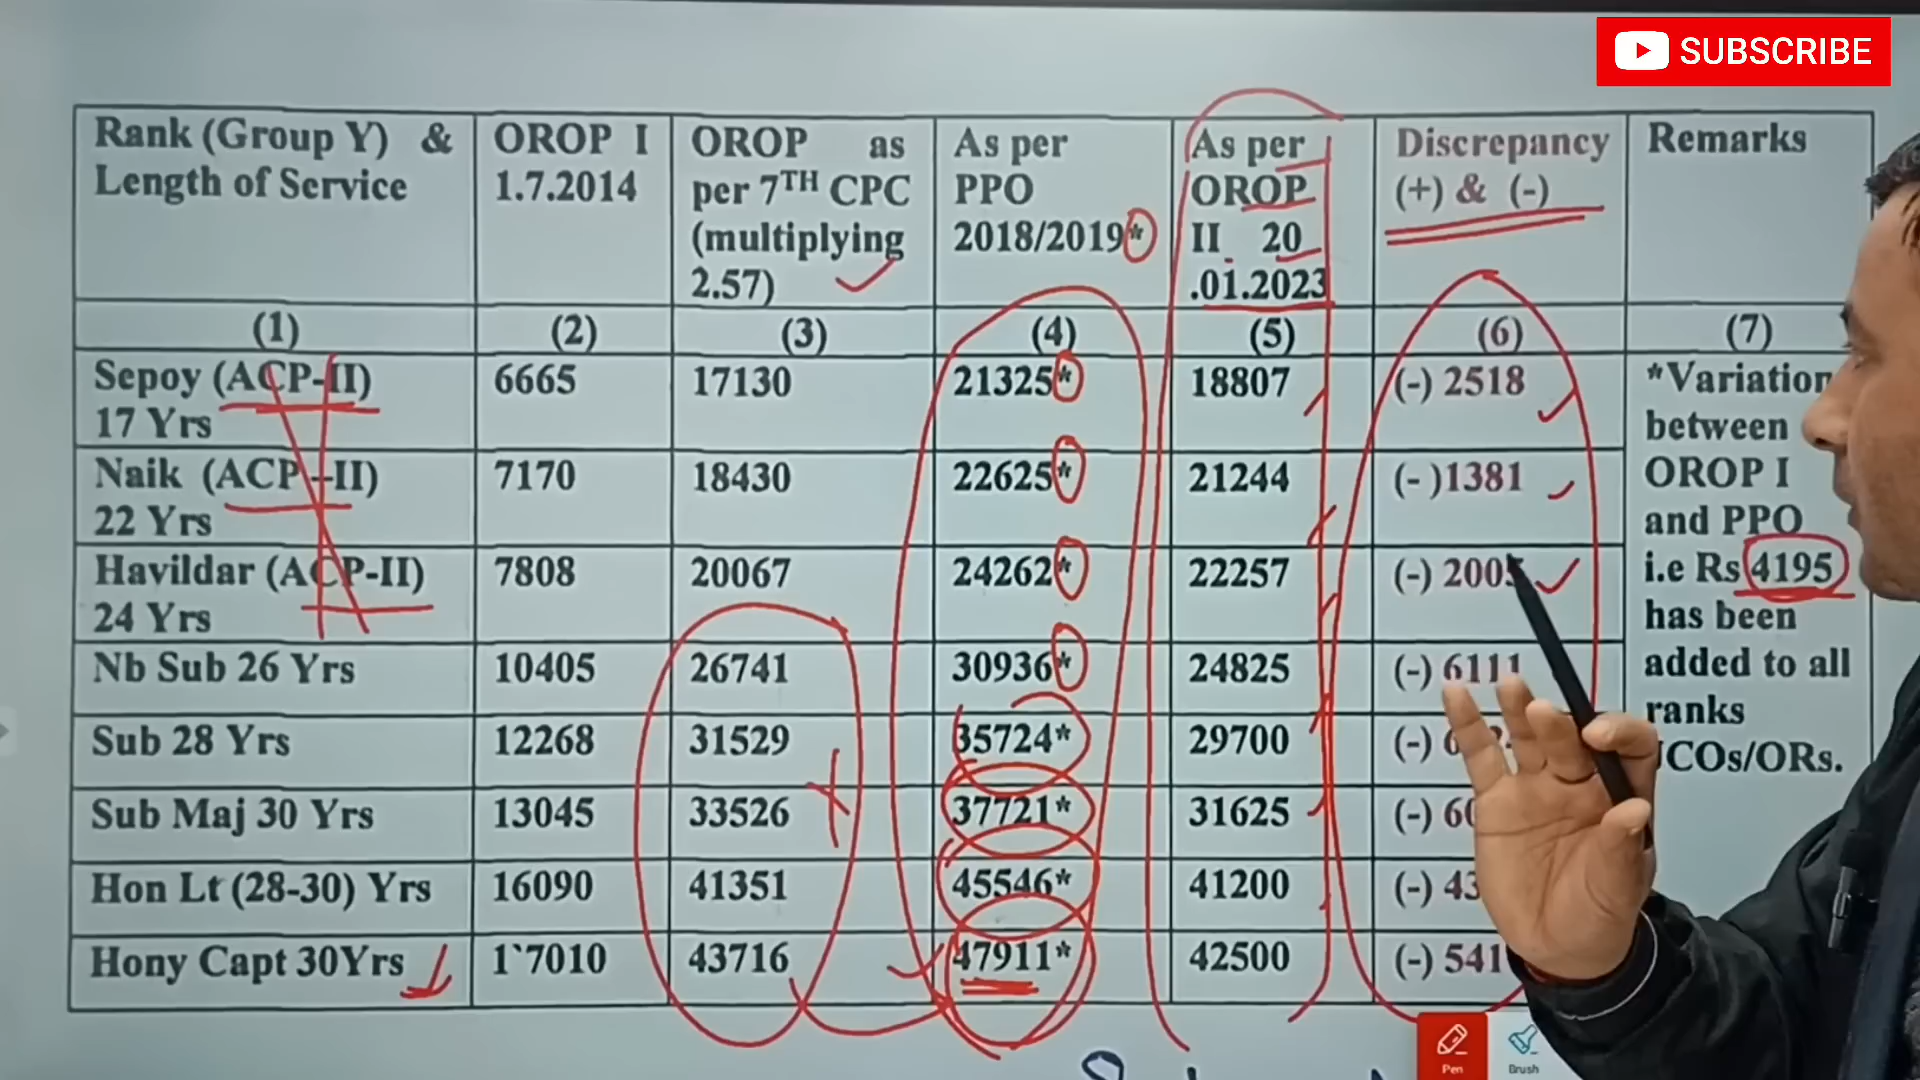 SUBSCRIBE
Rank (Group Y) & Length of Service | OROP I 1.7.2014 | OROP as per 7TH CPC (multiplying 2.57) | As per PPO 2018/2019* | As per OROP II 20 .01.2023 | Discrepancy (+) & (-) | Remarks
(1) | (2) | (3) | (4) | (5) | (6) | (7)
Sepoy (ACP-II) 17 Yrs | 6665 | 17130 | 21325* | 18807 | (-) 2518 | *Variation between OROP I and PPO i.e Rs 4195 has been added to all ranks JCOs/ORs.
Naik (ACP-II) 22 Yrs | 7170 | 18430 | 22625* | 21244 | (- )1381
Havildar (ACP-II) 24 Yrs | 7808 | 20067 | 24262* | 22257 | (-) 2005
Nb Sub 26 Yrs | 10405 | 26741 | 30936* | 24825 | (-) 6111
Sub 28 Yrs | 12268 | 31529 | 35724* | 29700 | (-)
Sub Maj 30 Yrs | 13045 | 33526 | 37721* | 31625 | (-)
Hon Lt (28-30) Yrs | 16090 | 41351 | 45546* | 41200 | (-)
Hony Capt 30Yrs | 1`7010 | 43716 | 47911* | 42500 | (-)
Pen
Brush